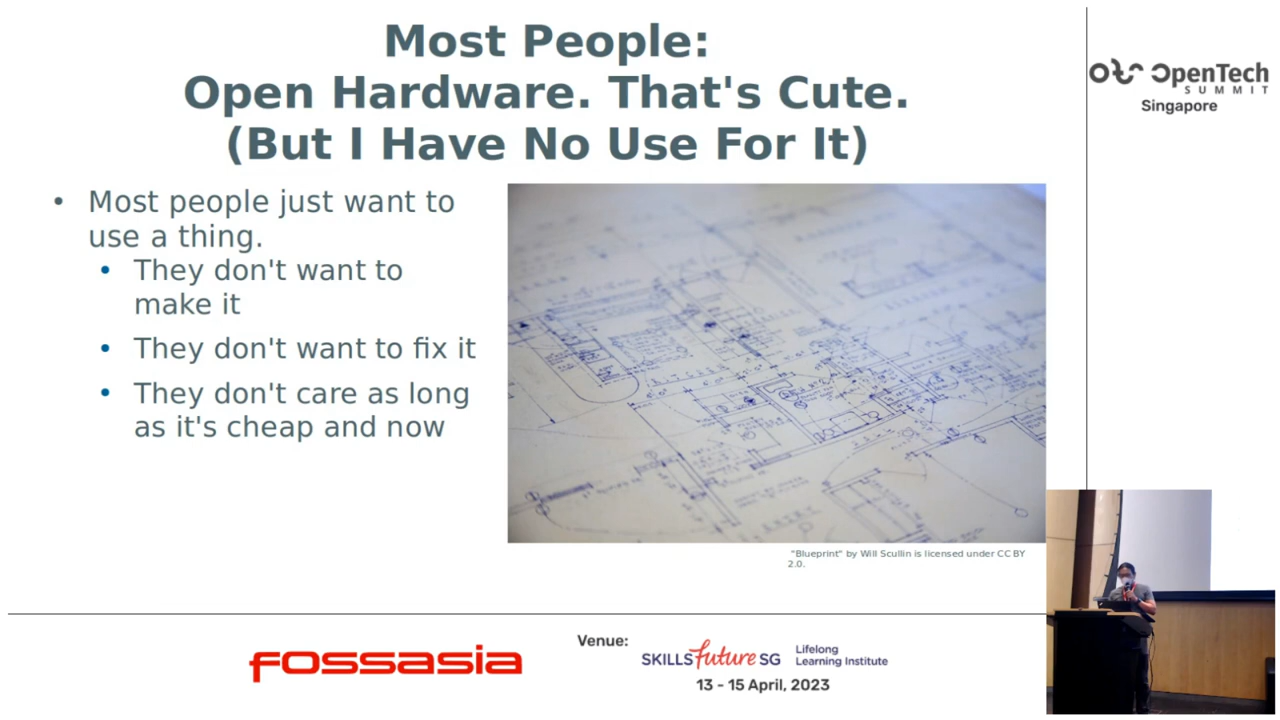 Most People:
Open Hardware. That's Cute.
(But I Have No Use For It)
• Most people just want to
use a thing.
• They don't want to
make it
• They don't want to fix it
• They don't care as long
as it's cheap and now
"Blueprint" by Will Scullin is licensed under CC BY
2.0.
OpenTech
SUMMIT
Singapore
fossasia
Venue:
SKILLSfuture SG
Lifelong
Learning Institute
13 - 15 April, 2023